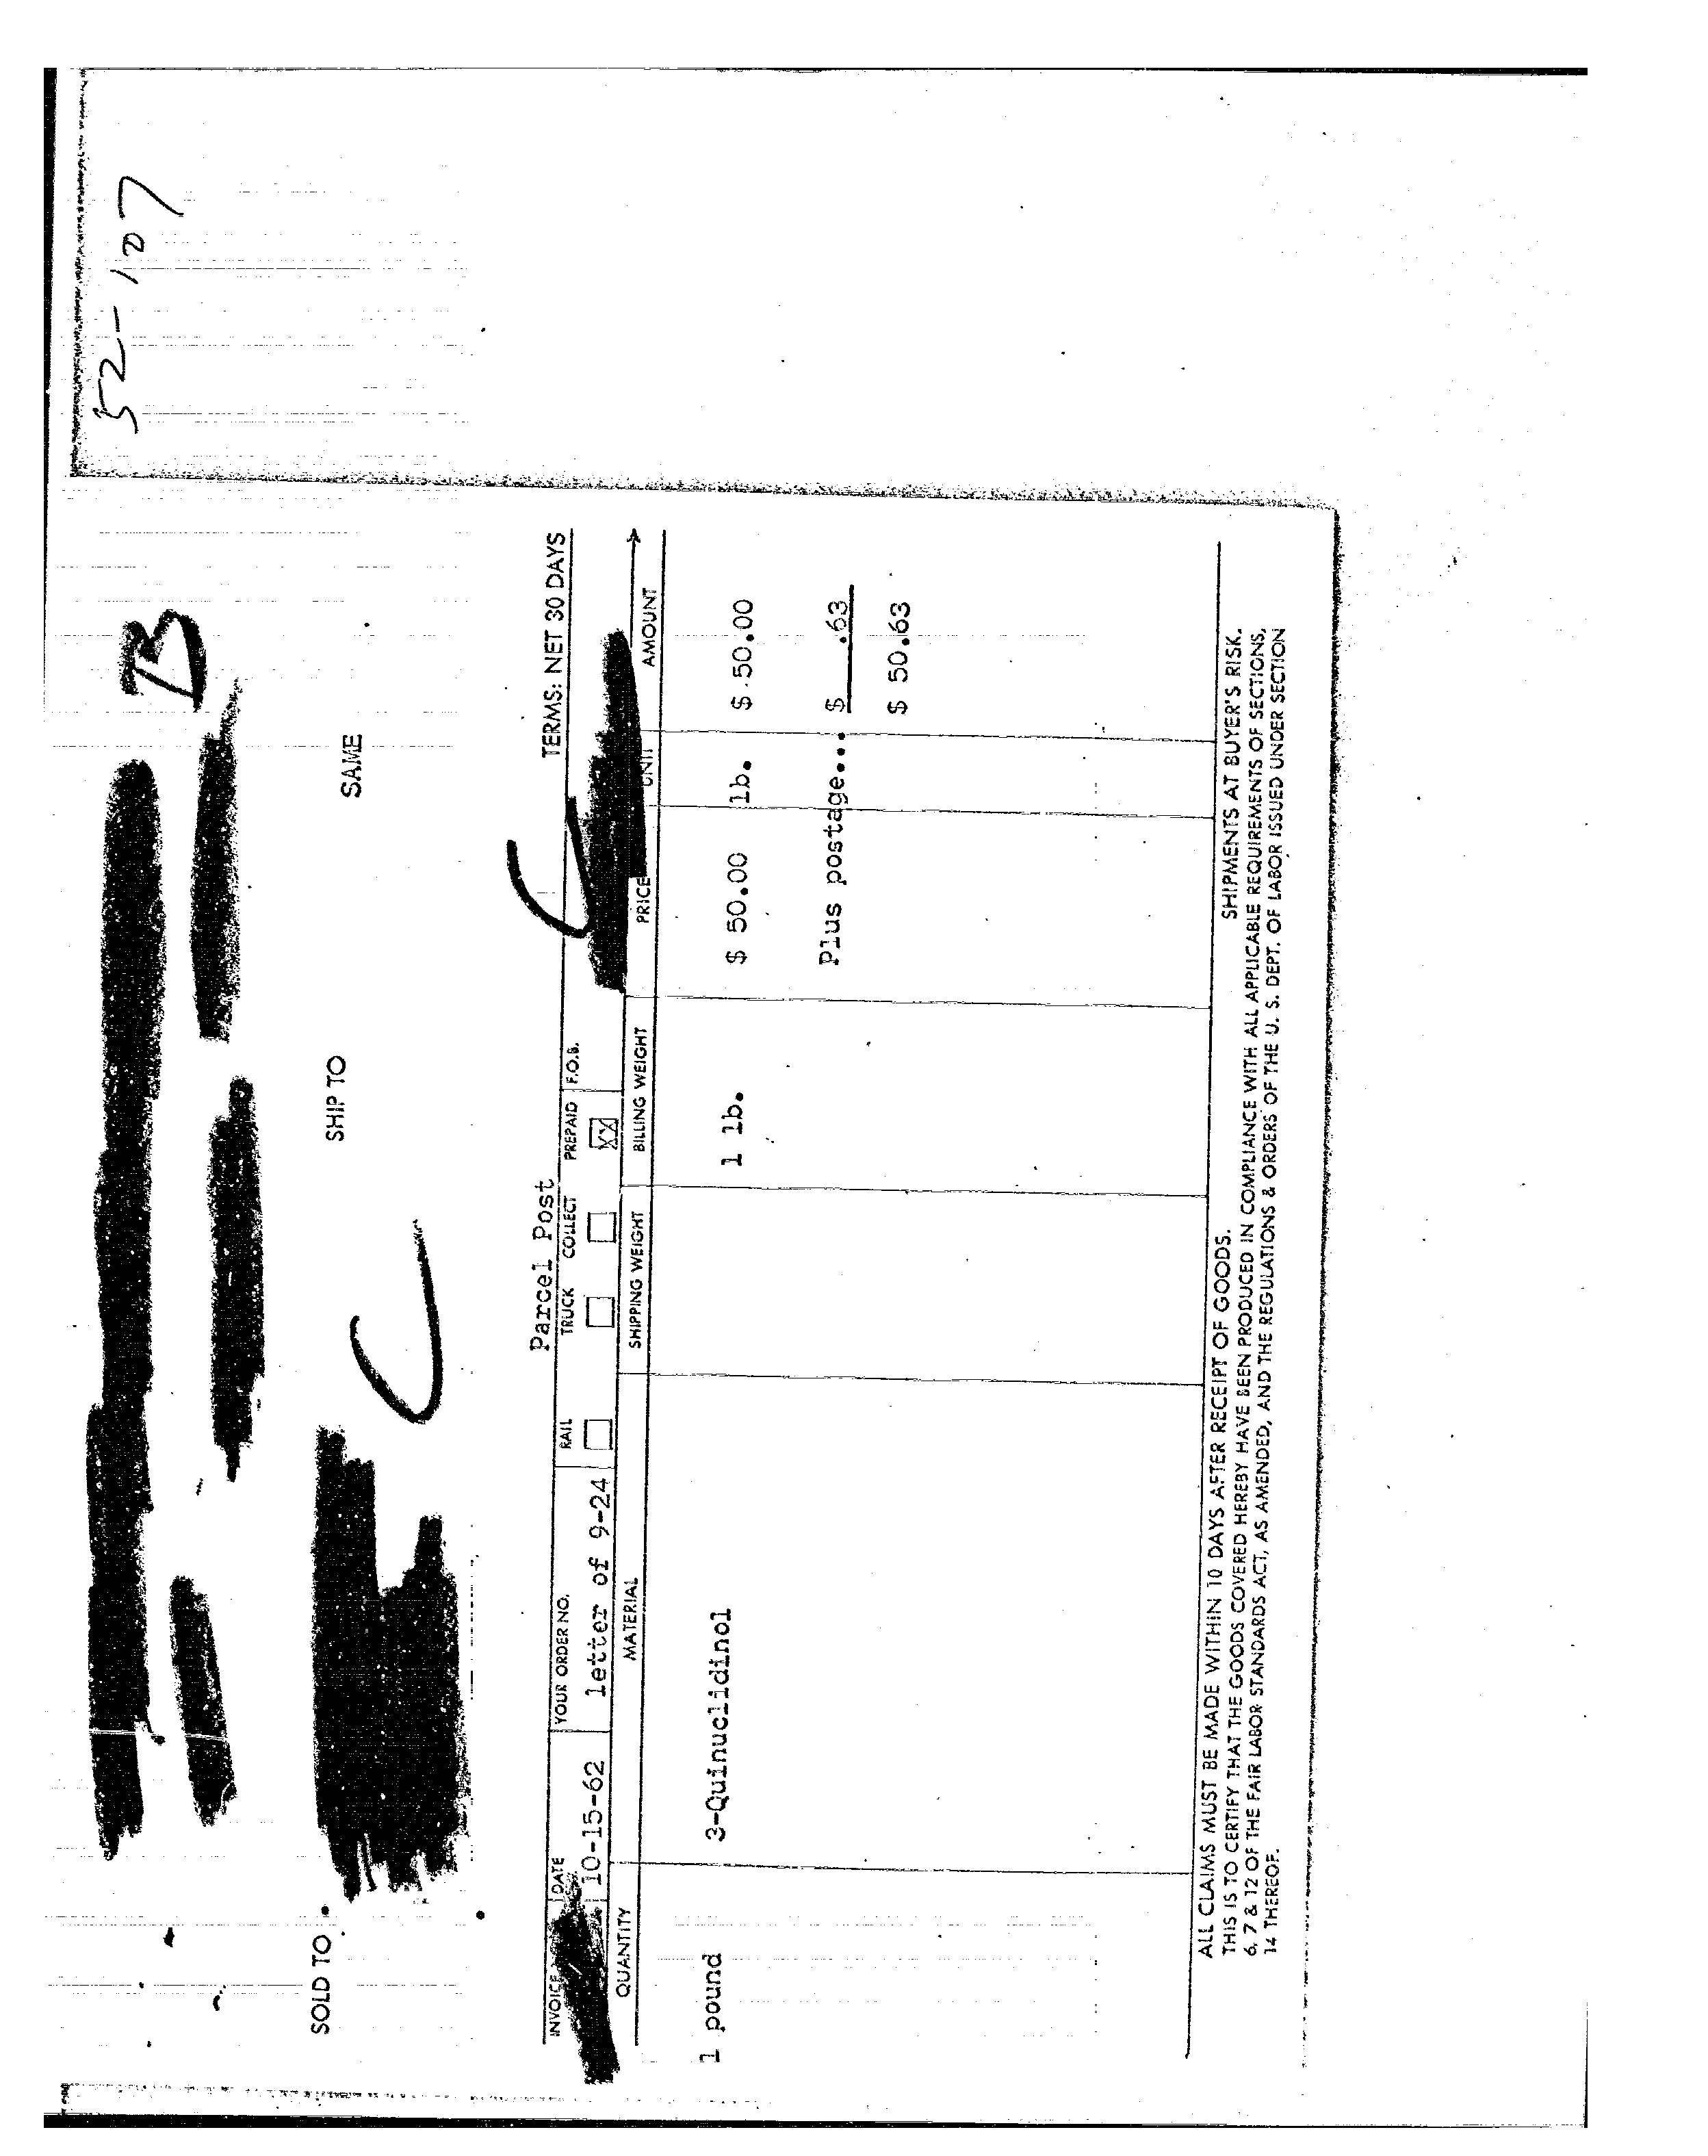 52-107
B
SOLD TO
SHIP TO
SAME
C
Parcel Post
TERMS: NET 30 DAYS
INVOICE
DATE
YOUR ORDER NO.
RAIL
TRUCK
COLLECT
PREPAID
F.O.B.
C
10-15-62
letter of 9-24
XX
QUANTITY
MATERIAL
SHIPPING WEIGHT
BILLING WEIGHT
PRICE
UNIT
AMOUNT
1 pound
3-Quinuclidinol
1 lb.
$ 50.00
lb.
$ 50.00
Plus postage...
$ .63
$ 50.63
ALL CLAIMS MUST BE MADE WITHIN 10 DAYS AFTER RECEIPT OF GOODS.
SHIPMENTS AT BUYER'S RISK.
THIS IS TO CERTIFY THAT THE GOODS COVERED HEREBY HAVE BEEN PRODUCED IN COMPLIANCE WITH ALL APPLICABLE REQUIREMENTS OF SECTIONS,
6, 7 & 12 OF THE FAIR LABOR STANDARDS ACT, AS AMENDED, AND THE REGULATIONS & ORDERS OF THE U. S. DEPT. OF LABOR ISSUED UNDER SECTION
14 THEREOF.